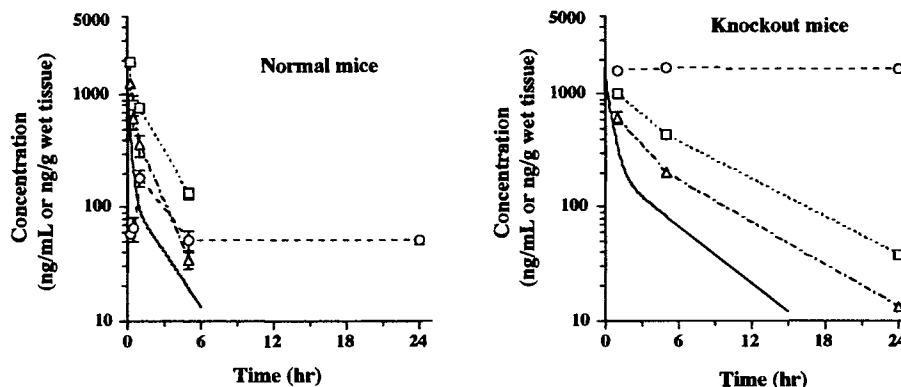 5000
1000
100
10
Concentration
(ng/mL or ng/g wet tissue)
Normal mice
0
6
12
18
24
Time (hr)
5000
1000
100
10
Concentration
(ng/mL or ng/g wet tissue)
Knockout mice
0
6
12
18
24
Time (hr)